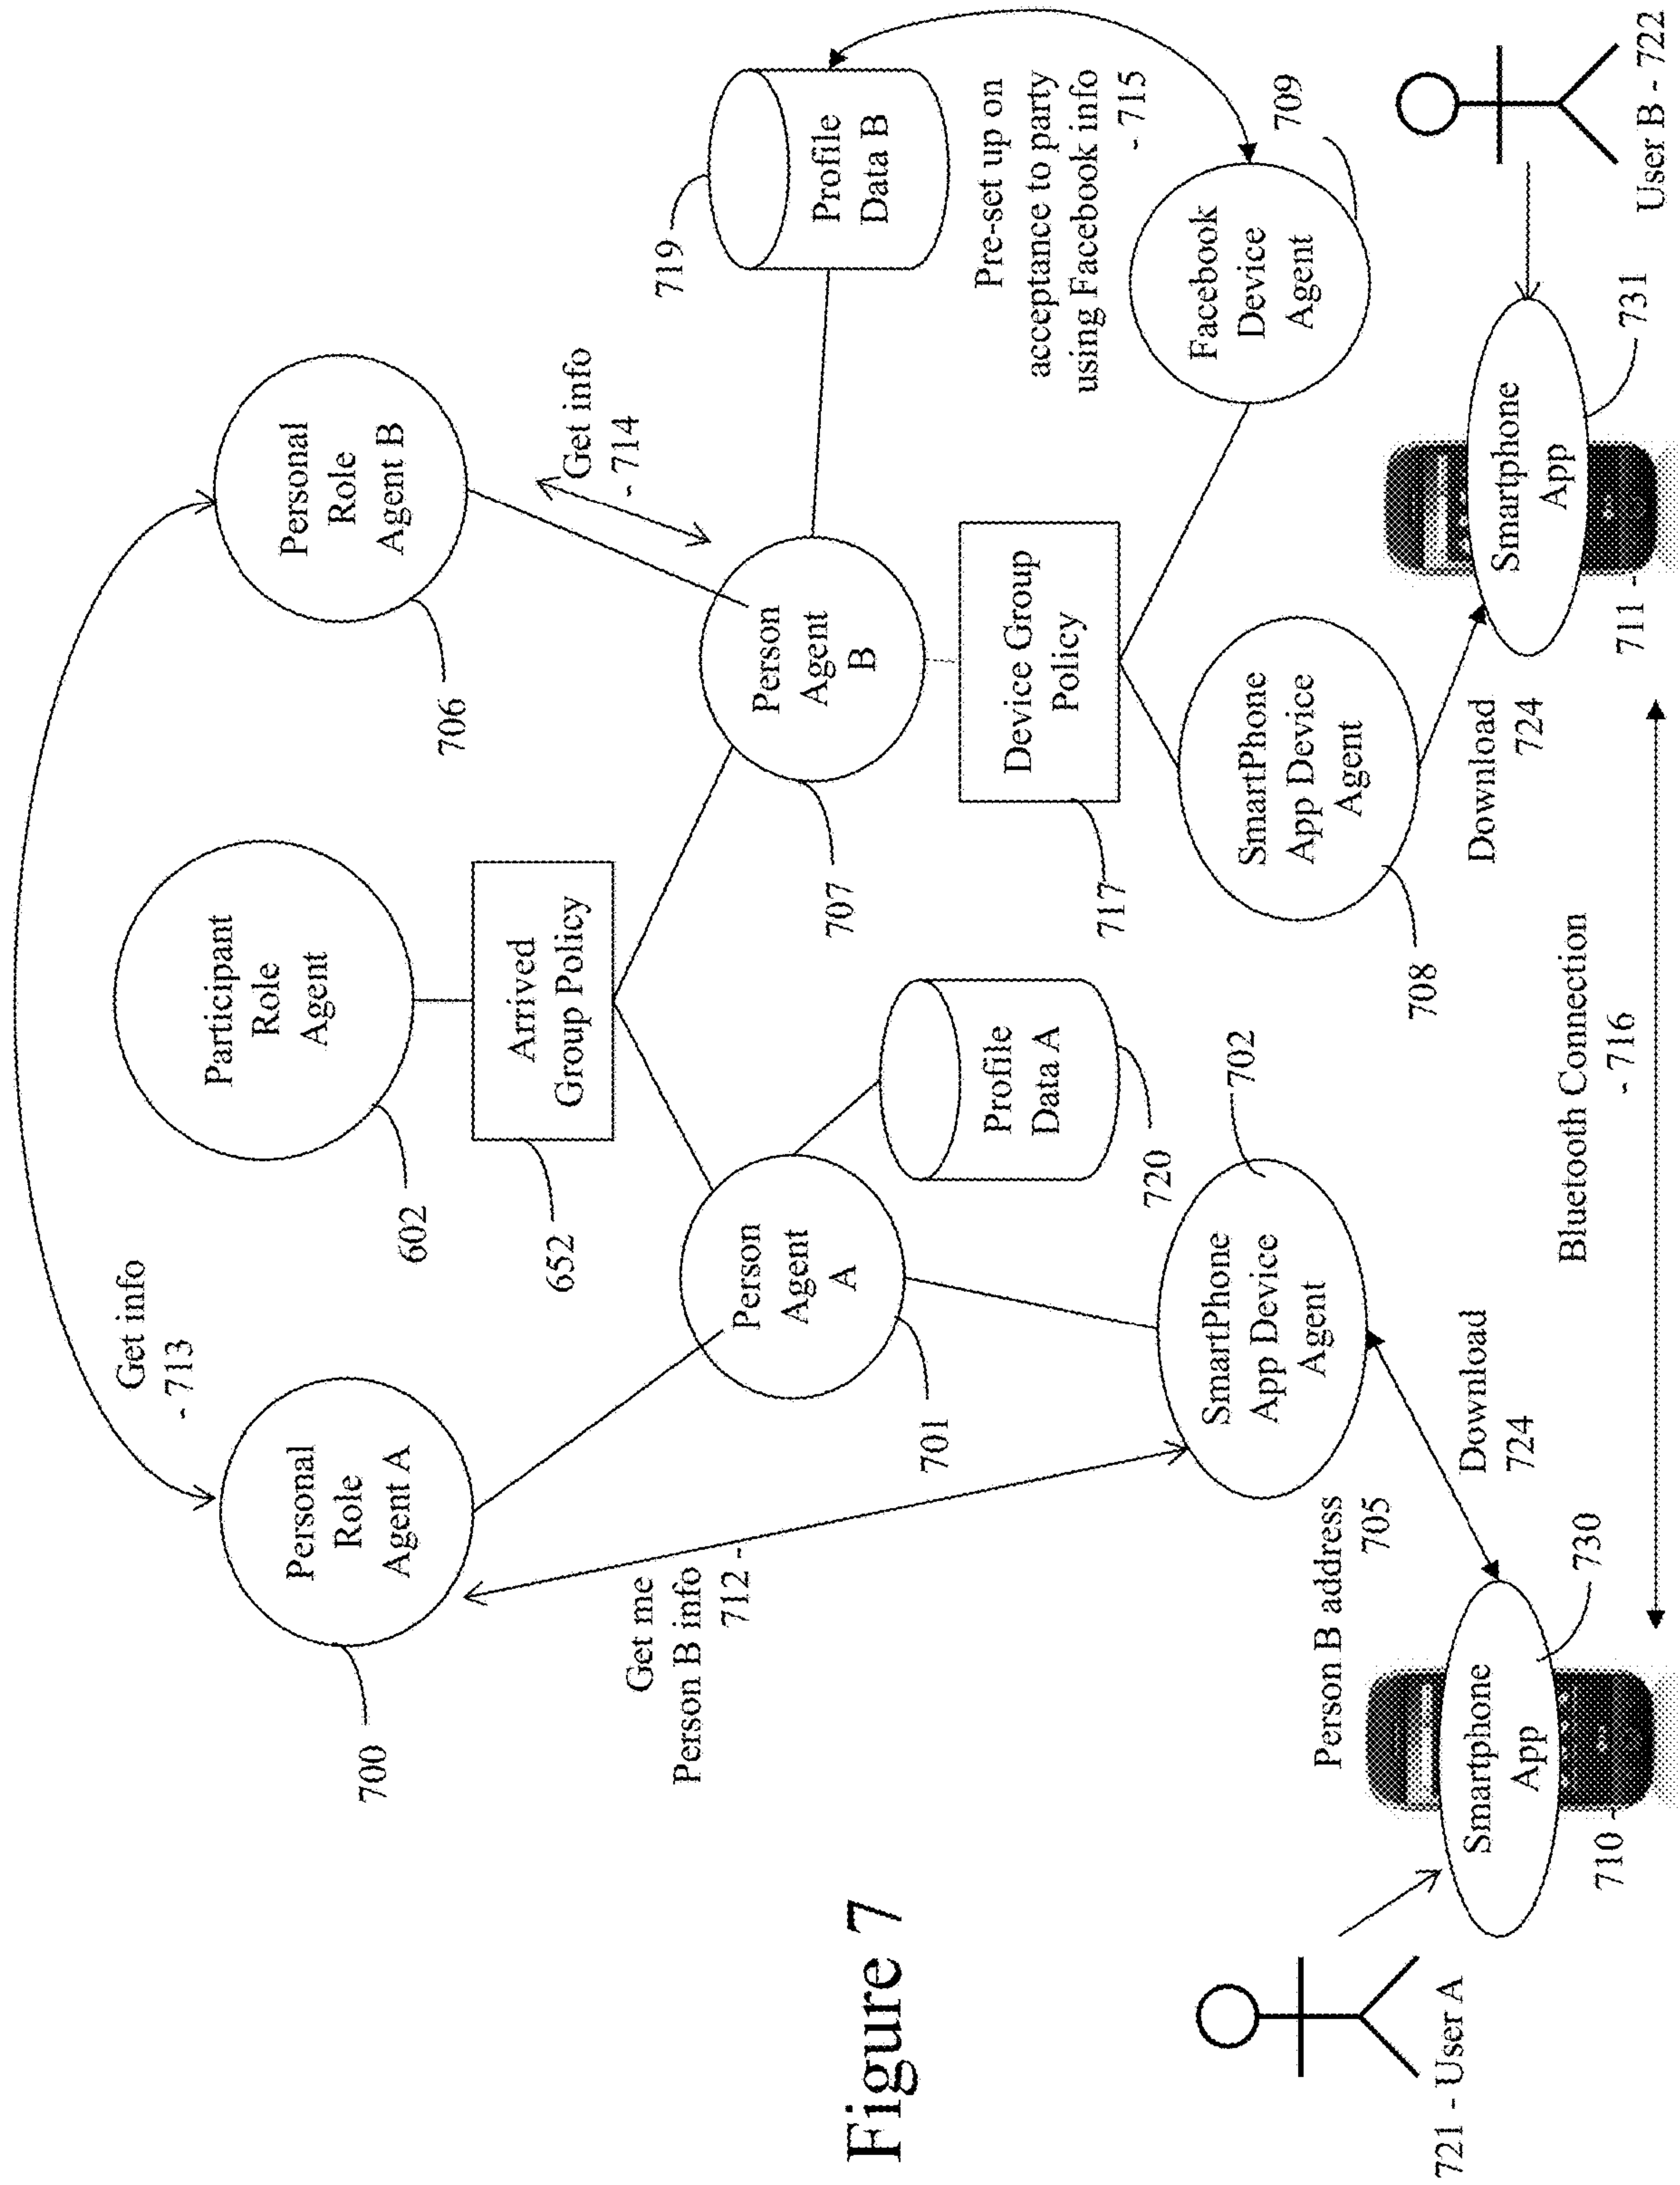 Figure 7
Personal
Role
Agent A
700
Get info
- 713
Participant
Role
Agent
602
Arrived
Group Policy
652
Personal
Role
Agent B
706
Get info
- 714
Person
Agent
A
701
Person
Agent
B
707
Profile
Data A
720
Profile
Data B
719
Get me
Person B info
712 -
Device Group
Policy
717
Pre-set up on
acceptance to party
using Facebook info
- 715
Facebook
Device
Agent
709
SmartPhone
App Device
Agent
702
SmartPhone
App Device
Agent
708
Person B address
705
Download
724
Download
724
Smartphone
App
730
710 -
Smartphone
App
731
711 -
Bluetooth Connection
- 716
721 - User A
User B - 722